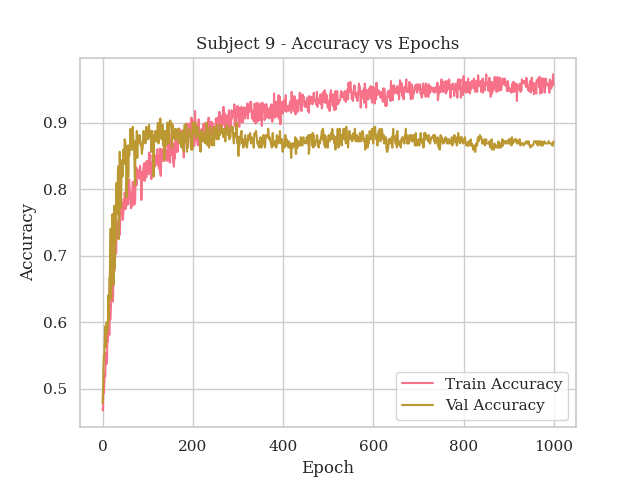 Subject 9 - Accuracy vs Epochs
Accuracy
0.9
0.8
0.7
0.6
0.5
0 200 400 600 800 1000
Epoch
Train Accuracy
Val Accuracy